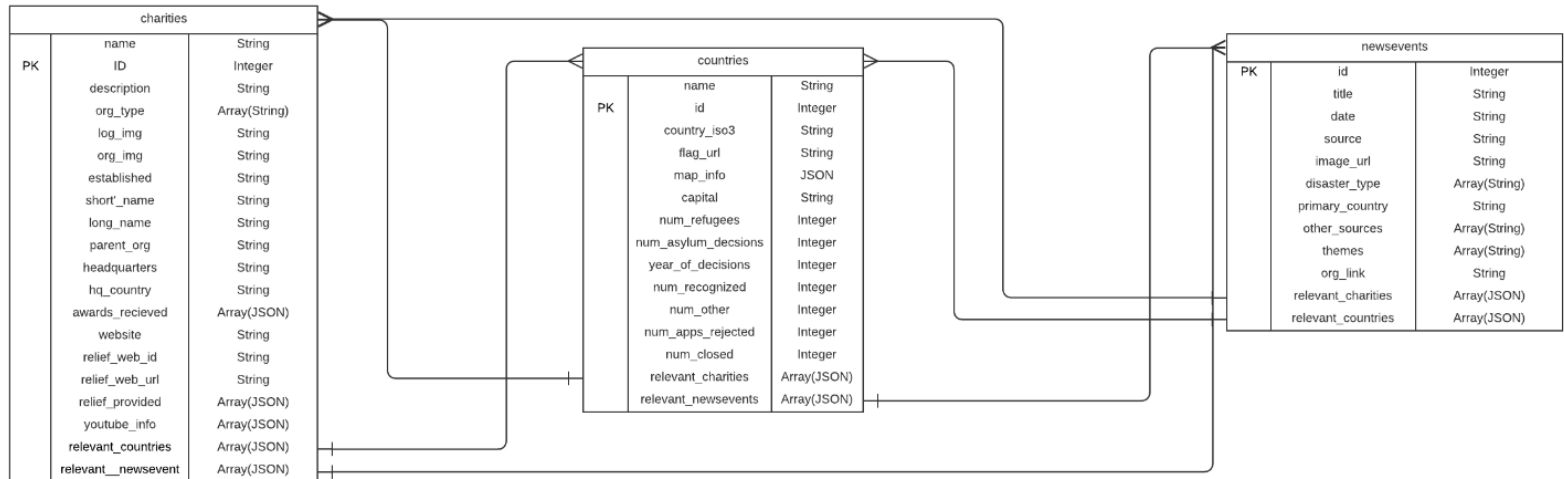 charities
name String
PK ID Integer
description String
org_type Array(String)
log_img String
org_img String
established String
short'_name String
long_name String
parent_org String
headquarters String
hq_country String
awards_recieved Array(JSON)
website String
relief_web_id String
relief_web_url String
relief_provided Array(JSON)
youtube_info Array(JSON)
relevant_countries Array(JSON)
relevant__newsevent Array(JSON)
countries
name String
PK id Integer
country_iso3 String
flag_url String
map_info JSON
capital String
num_refugees Integer
num_asylum_decsions Integer
year_of_decisions Integer
num_recognized Integer
num_other Integer
num_apps_rejected Integer
num_closed Integer
relevant_charities Array(JSON)
relevant_newsevents Array(JSON)
newsevents
PK id Integer
title String
date String
source String
image_url String
disaster_type Array(String)
primary_country String
other_sources Array(String)
themes Array(String)
org_link String
relevant_charities Array(JSON)
relevant_countries Array(JSON)